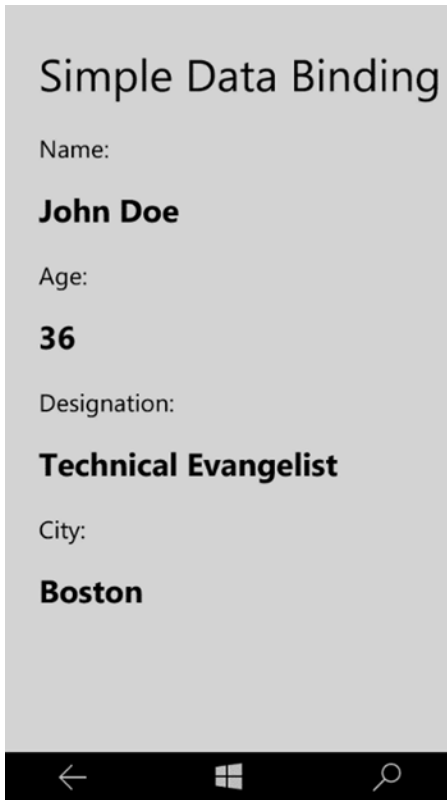 Simple Data Binding
Name:
John Doe
Age:
36
Designation:
Technical Evangelist
City:
Boston